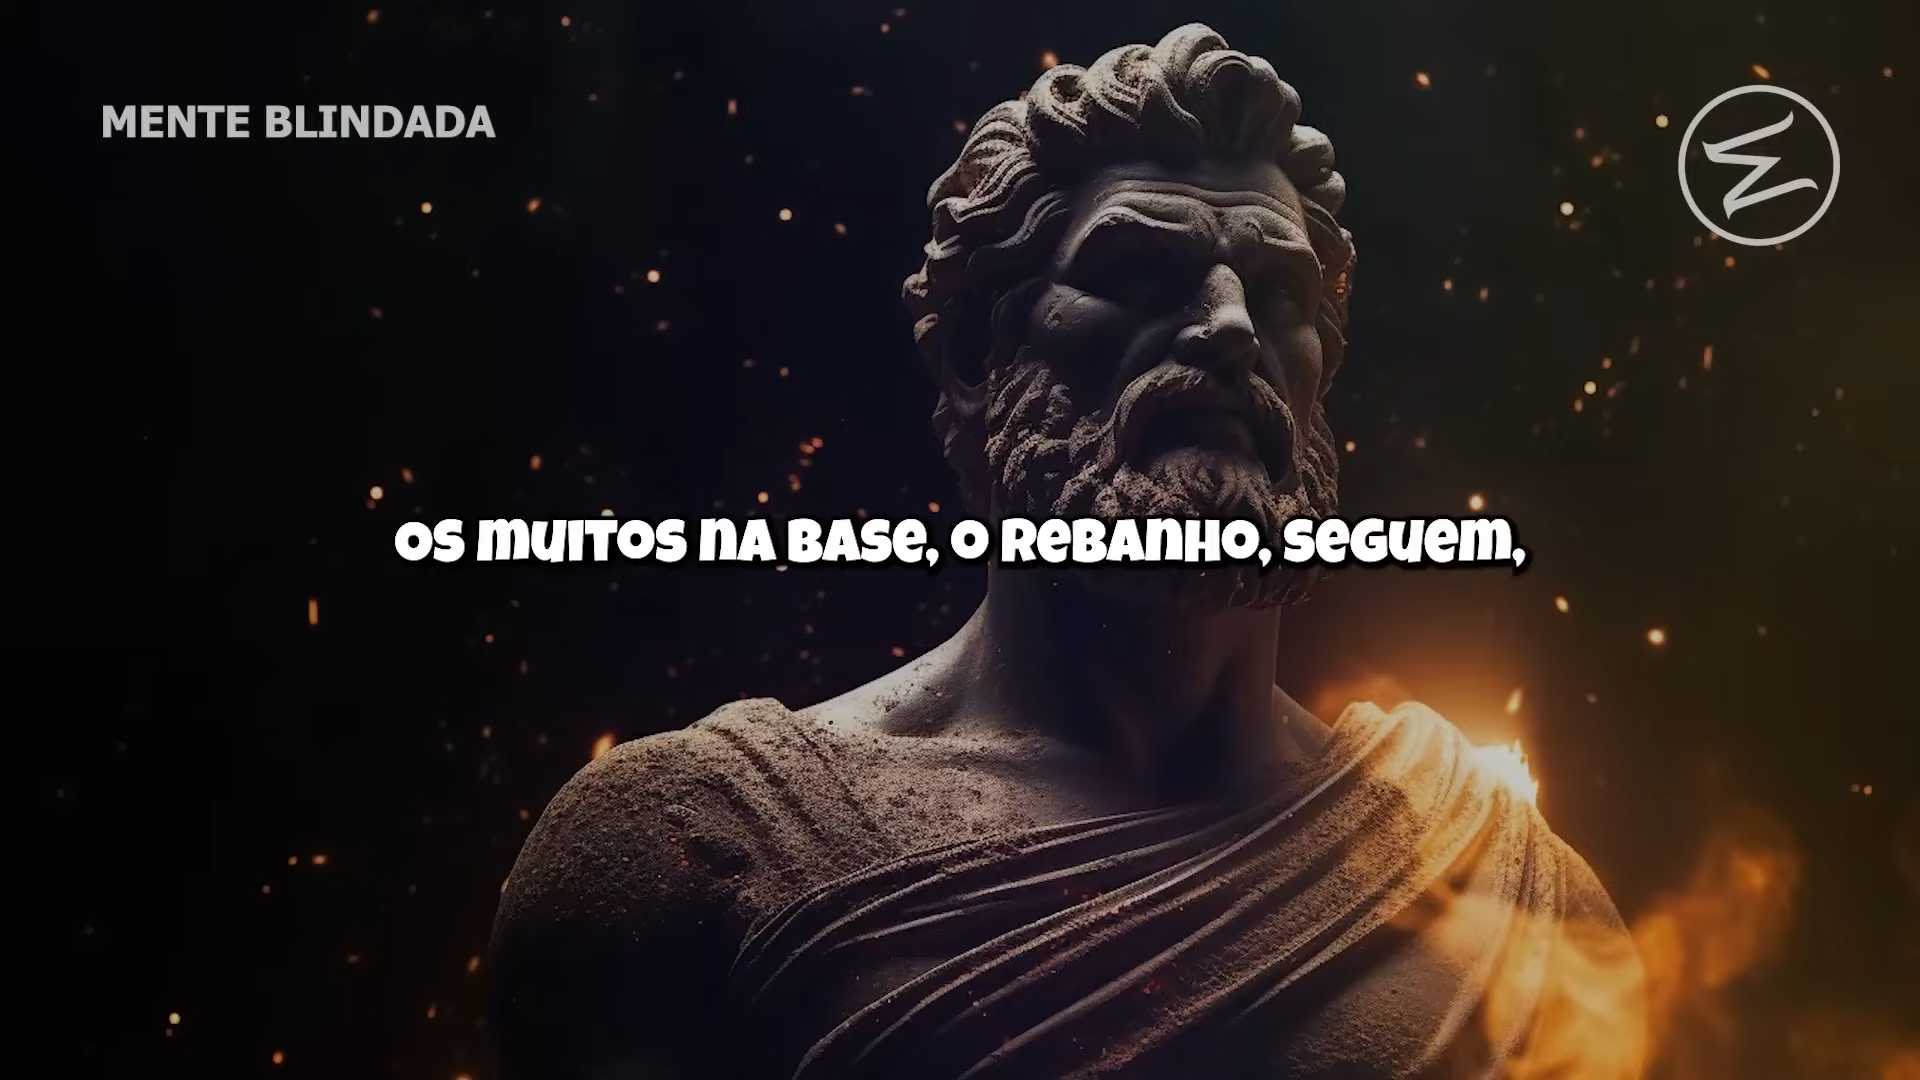 MENTE BLINDADA
OS MUITOS NA BASE, O REBANHO, SEGUEM,